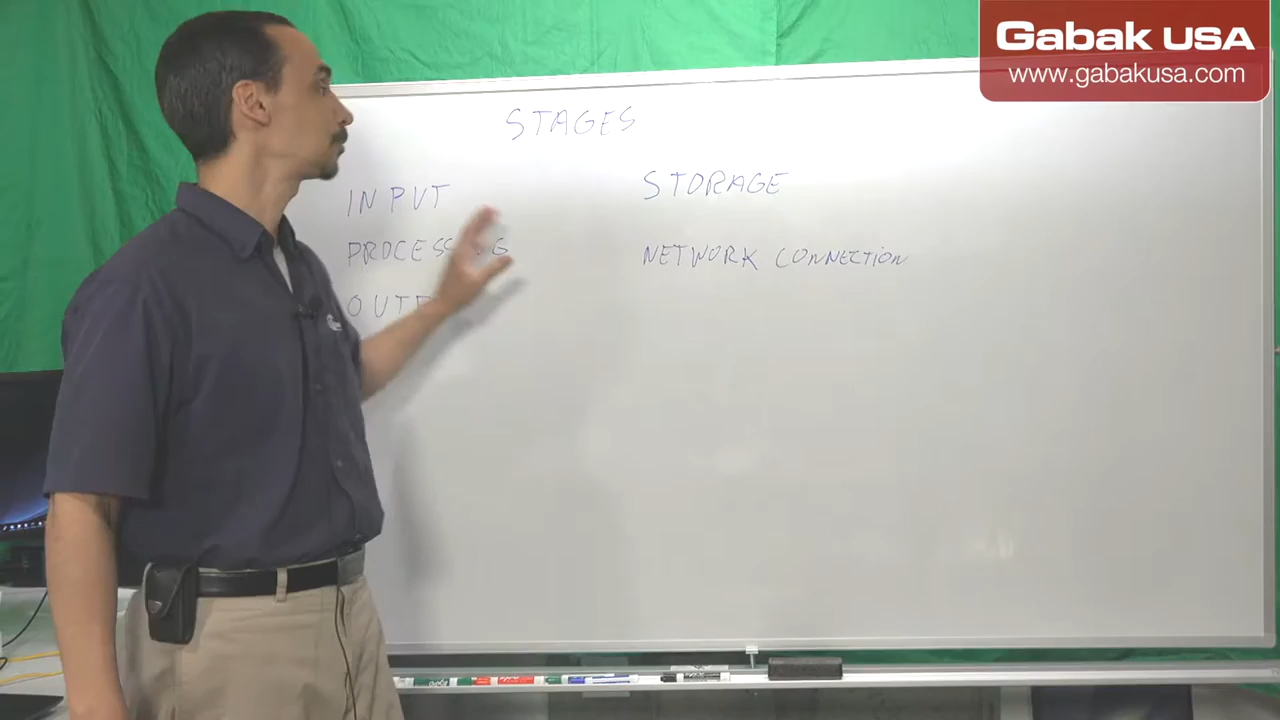 Gabak USA
www.gabakusa.com
STAGES
INPUT
STORAGE
NETWORK CONNECTION